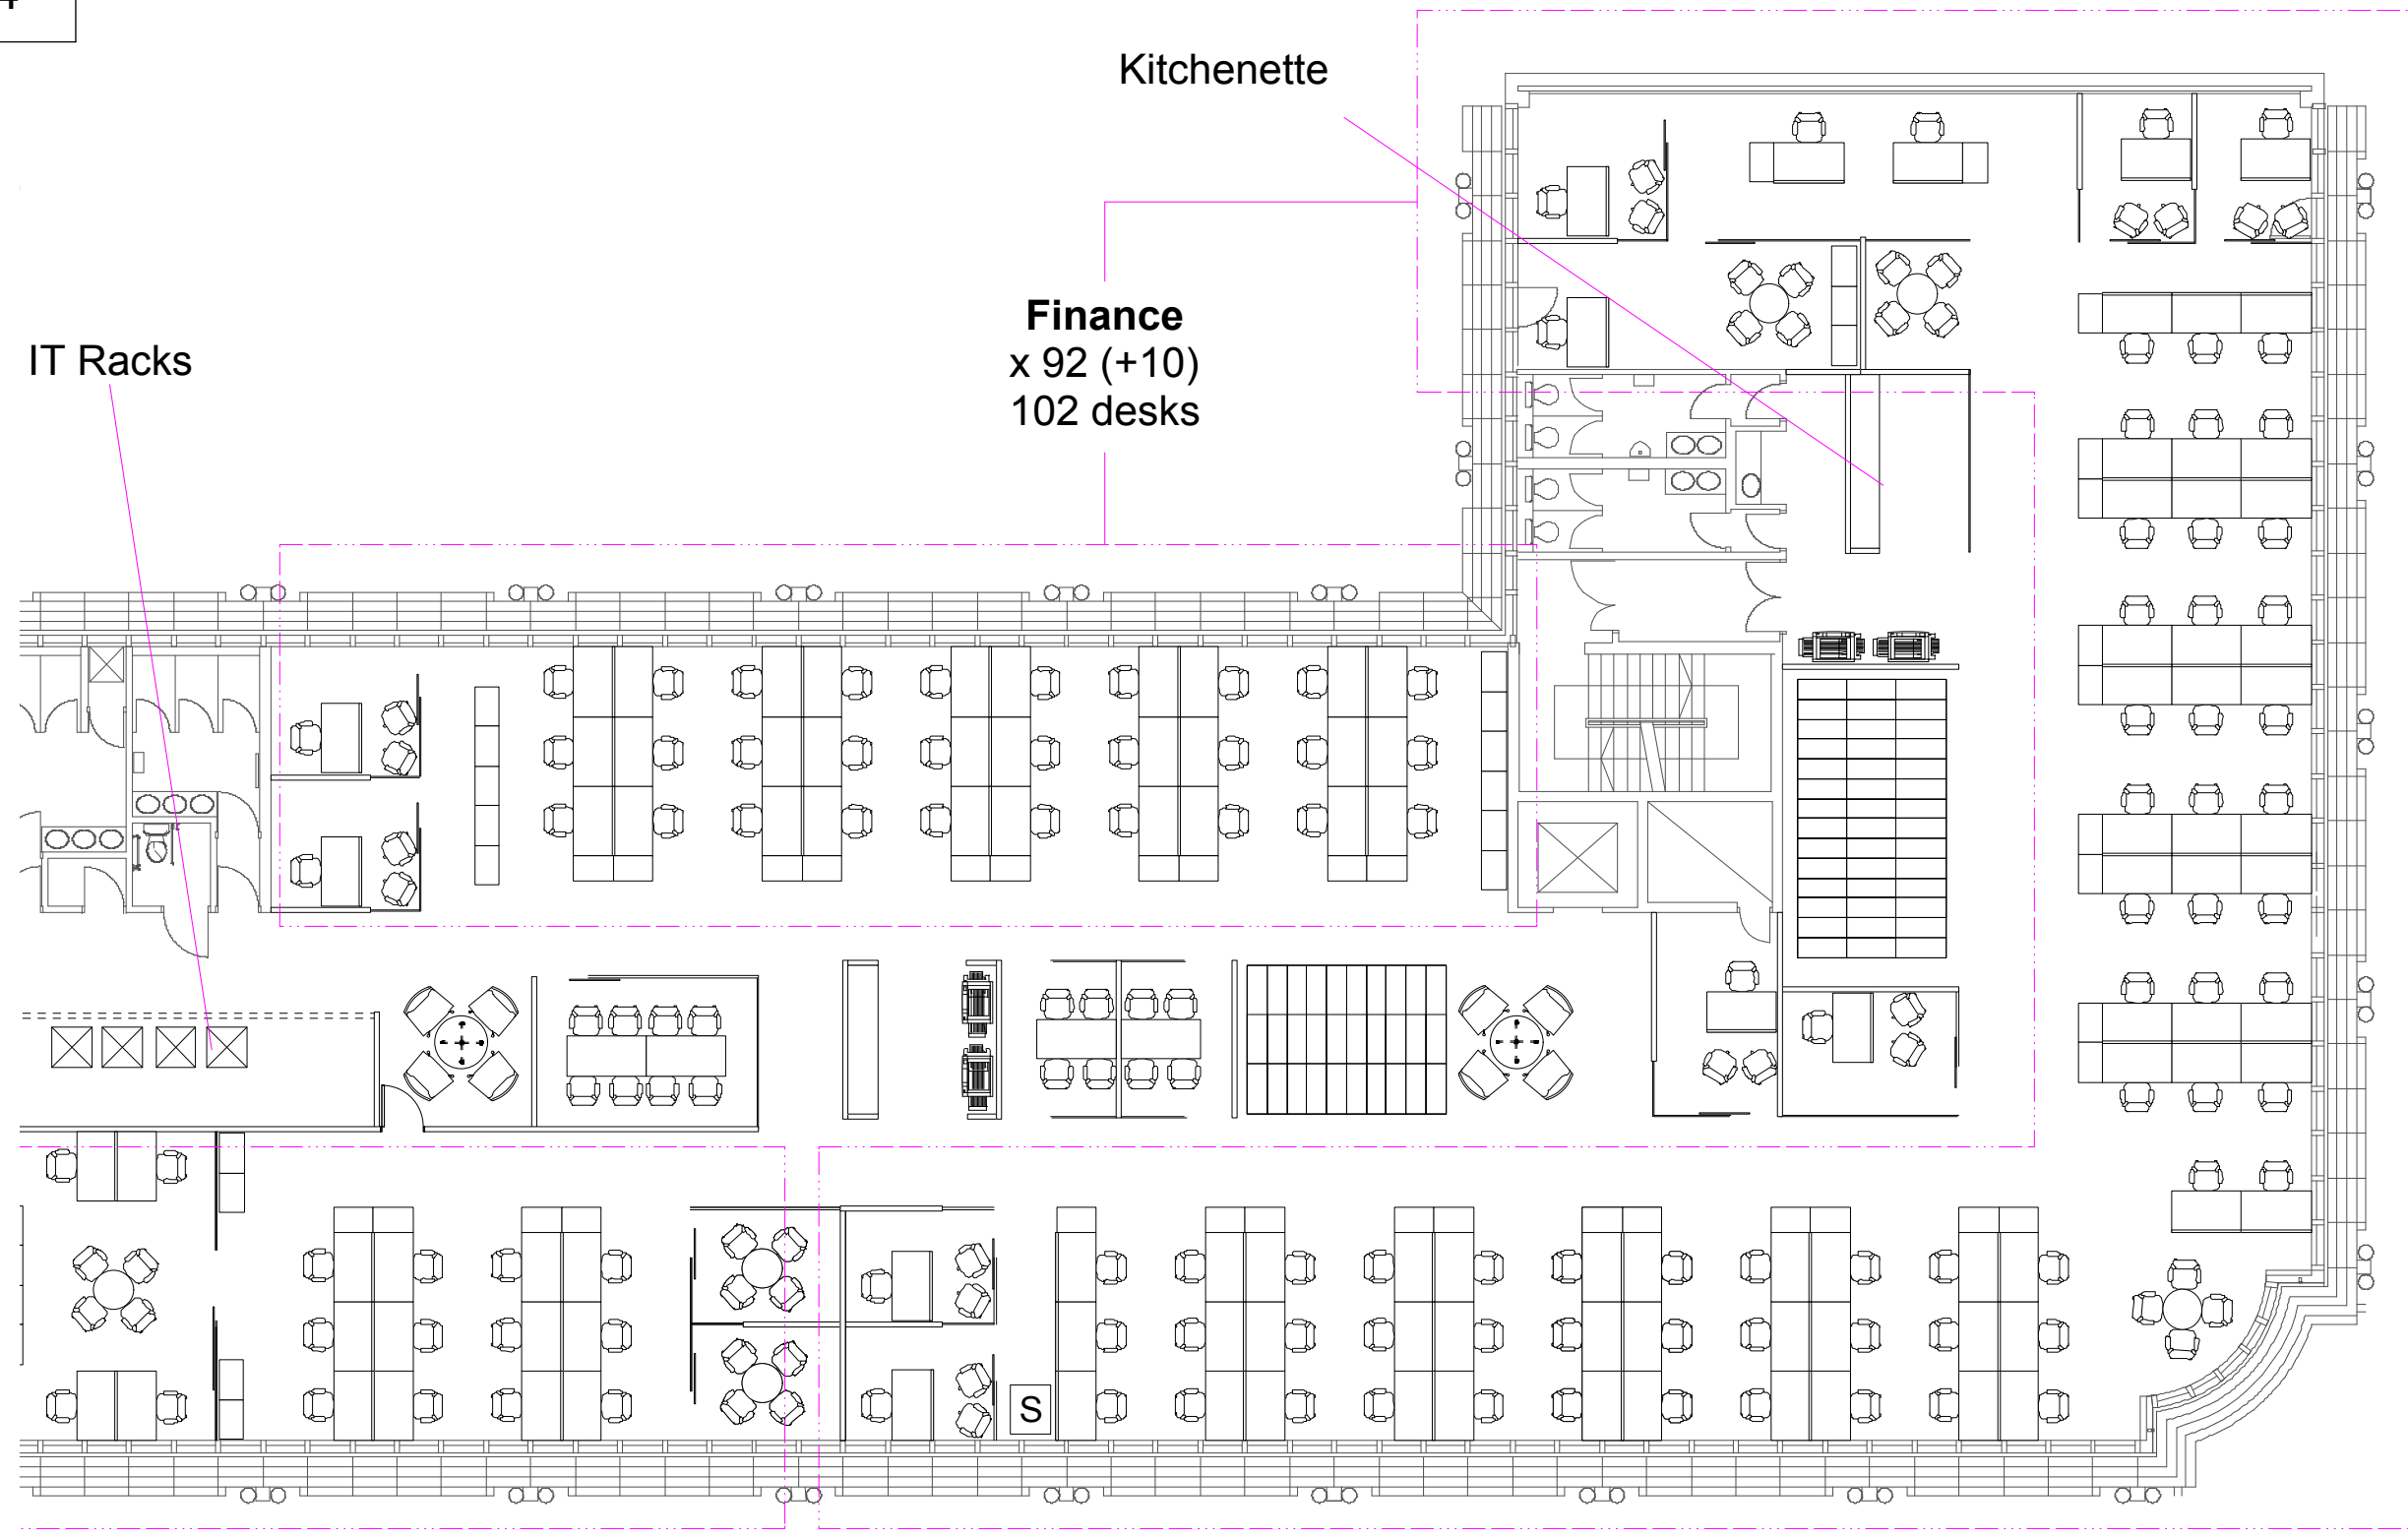 Kitchenette
Finance
x 92 (+10)
102 desks
IT Racks
S